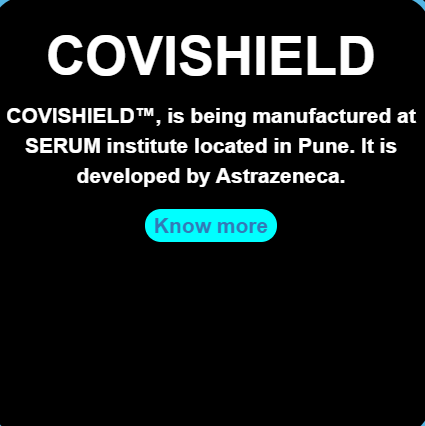 COVISHIELD
COVISHIELD™, is being manufactured at
SERUM institute located in Pune. It is
developed by Astrazeneca.
Know more